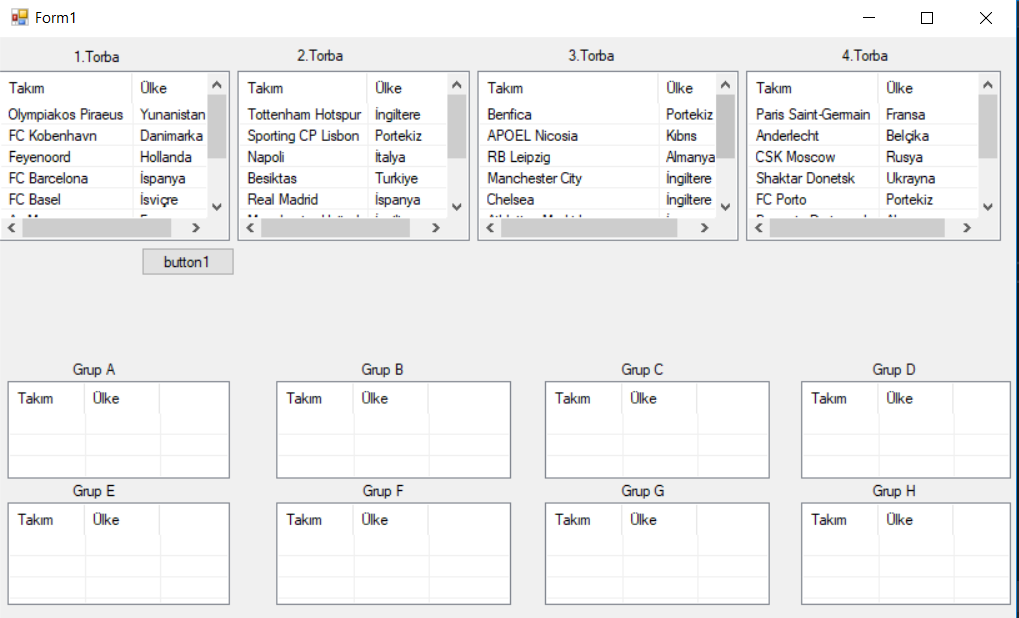 Form1
1.Torba 2.Torba 3.Torba 4.Torba
Takım Ülke Takım Ülke Takım Ülke Takım Ülke
Olympiakos Piraeus Yunanistan Tottenham Hotspur İngiltere Benfica Portekiz Paris Saint-Germain Fransa
FC Kobenhavn Danimarka Sporting CP Lisbon Portekiz APOEL Nicosia Kıbrıs Anderlecht Belçika
Feyenoord Hollanda Napoli İtalya RB Leipzig Almanya CSK Moscow Rusya
FC Barcelona İspanya Besiktas Turkiye Manchester City İngiltere Shaktar Donetsk Ukrayna
FC Basel İsviçre Real Madrid İspanya Chelsea İngiltere FC Porto Portekiz
button1
Grup A Grup B Grup C Grup D
Takım Ülke Takım Ülke Takım Ülke Takım Ülke
Grup E Grup F Grup G Grup H
Takım Ülke Takım Ülke Takım Ülke Takım Ülke